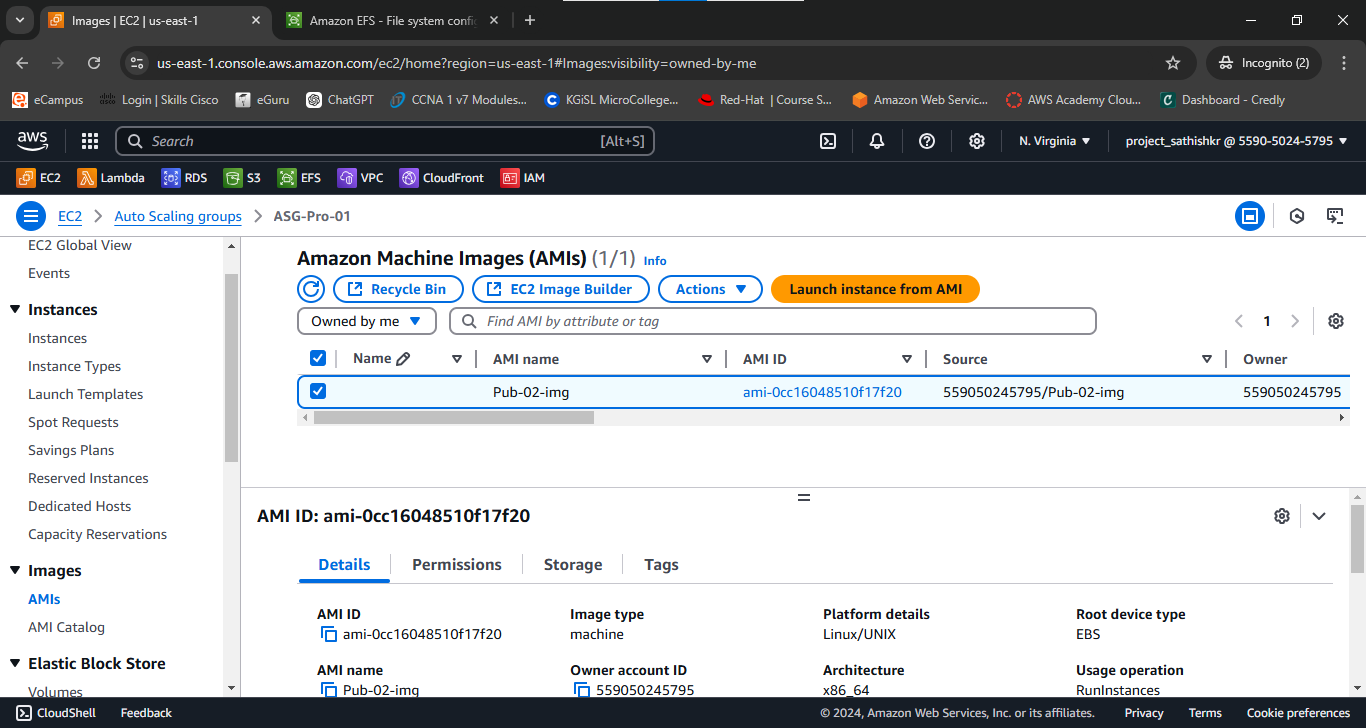 Images | EC2 | us-east-1
Amazon EFS - File system confi
us-east-1.console.aws.amazon.com/ec2/home?region=us-east-1#Images:visibility=owned-by-me
Incognito (2)
eCampus
Login | Skills Cisco
eGuru
ChatGPT
CCNA 1 v7 Modules...
KGiSL MicroCollege...
Red-Hat | Course S...
Amazon Web Servic...
AWS Academy Clou...
Dashboard - Credly
aws
Search
[Alt+S]
N. Virginia
project_sathishkr @ 5590-5024-5795
EC2
Lambda
RDS
S3
EFS
VPC
CloudFront
IAM
EC2 > Auto Scaling groups > ASG-Pro-01
EC2 Global View
Events
Instances
Instances
Instance Types
Launch Templates
Spot Requests
Savings Plans
Reserved Instances
Dedicated Hosts
Capacity Reservations
Images
AMIs
AMI Catalog
Elastic Block Store
Volumes
Amazon Machine Images (AMIs) (1/1) Info
Recycle Bin
EC2 Image Builder
Actions
Launch instance from AMI
Owned by me
Find AMI by attribute or tag
1
Name
AMI name
AMI ID
Source
Owner
Pub-02-img
ami-0cc16048510f17f20
559050245795/Pub-02-img
559050245795
AMI ID: ami-0cc16048510f17f20
Details
Permissions
Storage
Tags
AMI ID
ami-0cc16048510f17f20
Image type
machine
Platform details
Linux/UNIX
Root device type
EBS
AMI name
Pub-02-img
Owner account ID
559050245795
Architecture
x86_64
Usage operation
RunInstances
CloudShell
Feedback
© 2024, Amazon Web Services, Inc. or its affiliates.
Privacy
Terms
Cookie preferences